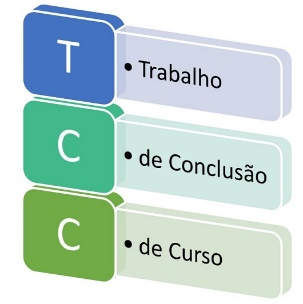 T
• Trabalho
C
• de Conclusão
C
• de Curso